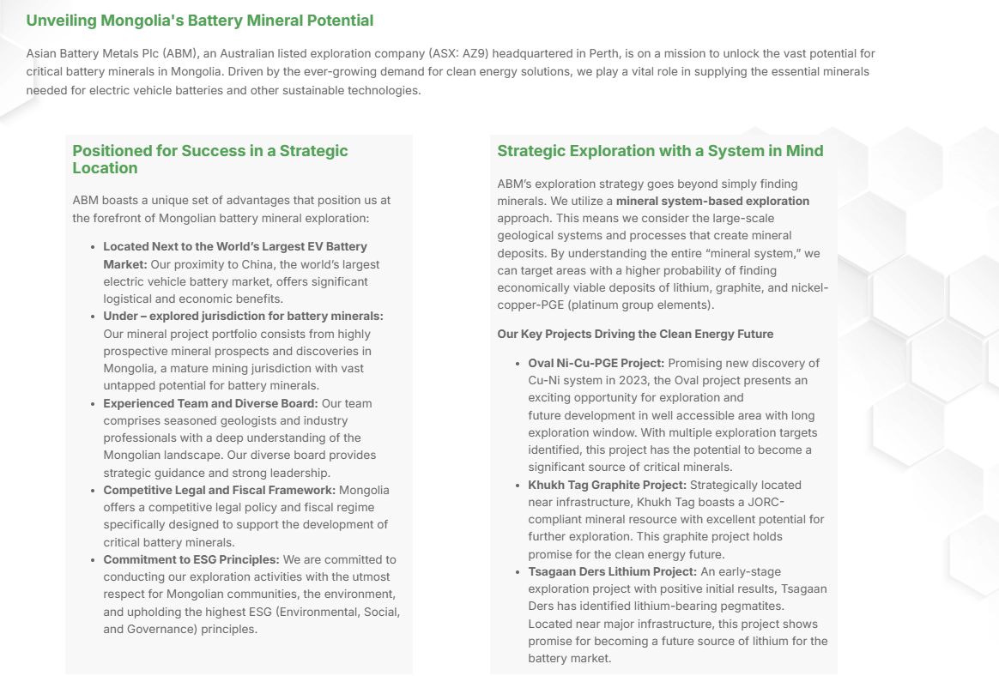 Unveiling Mongolia's Battery Mineral Potential
Asian Battery Metals Plc (ABM), an Australian listed exploration company (ASX: AZ9) headquartered in Perth, is on a mission to unlock the vast potential for
critical battery minerals in Mongolia. Driven by the ever-growing demand for clean energy solutions, we play a vital role in supplying the essential minerals
needed for electric vehicle batteries and other sustainable technologies.
Positioned for Success in a Strategic
Location
ABM boasts a unique set of advantages that position us at
the forefront of Mongolian battery mineral exploration:
• Located Next to the World’s Largest EV Battery
Market: Our proximity to China, the world’s largest
electric vehicle battery market, offers significant
logistical and economic benefits.
• Under – explored jurisdiction for battery minerals:
Our mineral project portfolio consists from highly
prospective mineral prospects and discoveries in
Mongolia, a mature mining jurisdiction with vast
untapped potential for battery minerals.
• Experienced Team and Diverse Board: Our team
comprises seasoned geologists and industry
professionals with a deep understanding of the
Mongolian landscape. Our diverse board provides
strategic guidance and strong leadership.
• Competitive Legal and Fiscal Framework: Mongolia
offers a competitive legal policy and fiscal regime
specifically designed to support the development of
critical battery minerals.
• Commitment to ESG Principles: We are committed to
conducting our exploration activities with the utmost
respect for Mongolian communities, the environment,
and upholding the highest ESG (Environmental, Social,
and Governance) principles.
Strategic Exploration with a System in Mind
ABM’s exploration strategy goes beyond simply finding
minerals. We utilize a mineral system-based exploration
approach. This means we consider the large-scale
geological systems and processes that create mineral
deposits. By understanding the entire “mineral system,” we
can target areas with a higher probability of finding
economically viable deposits of lithium, graphite, and nickel-
copper-PGE (platinum group elements).
Our Key Projects Driving the Clean Energy Future
• Oval Ni-Cu-PGE Project: Promising new discovery of
Cu-Ni system in 2023, the Oval project presents an
exciting opportunity for exploration and
future development in well accessible area with long
exploration window. With multiple exploration targets
identified, this project has the potential to become a
significant source of critical minerals.
• Khukh Tag Graphite Project: Strategically located
near infrastructure, Khukh Tag boasts a JORC-
compliant mineral resource with excellent potential for
further exploration. This graphite project holds
promise for the clean energy future.
• Tsagaan Ders Lithium Project: An early-stage
exploration project with positive initial results, Tsagaan
Ders has identified lithium-bearing pegmatites.
Located near major infrastructure, this project shows
promise for becoming a future source of lithium for the
battery market.